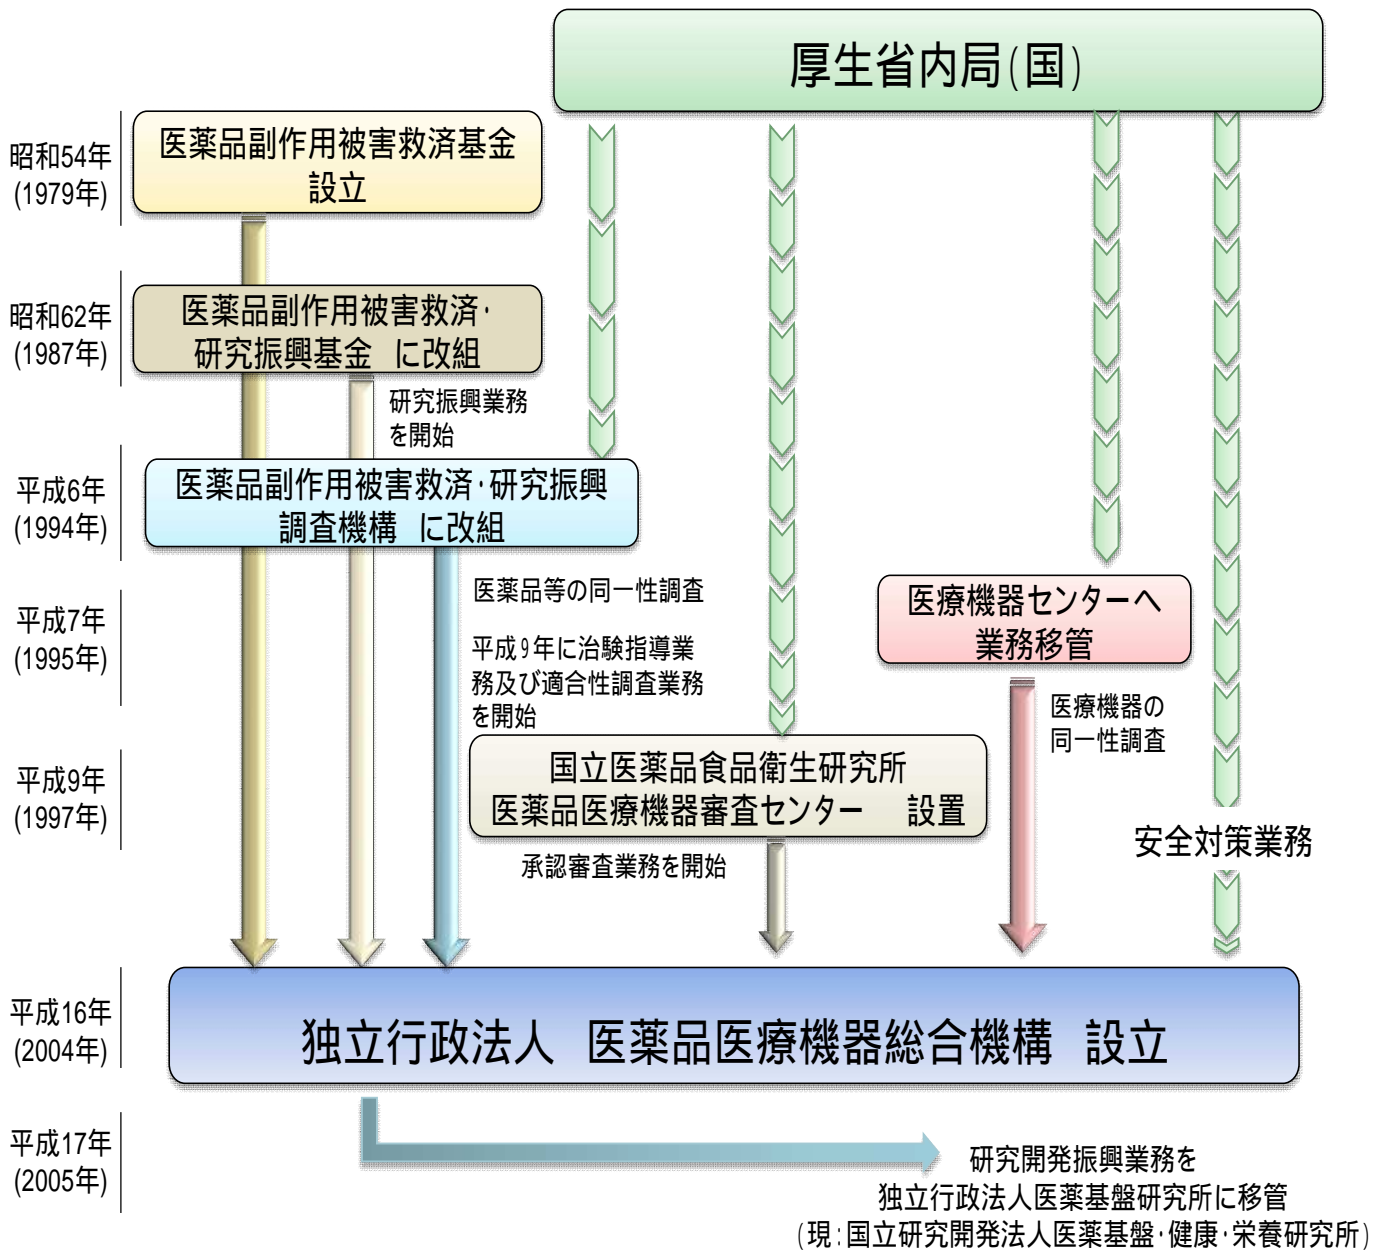 厚生省内局(国)
昭和54年
(1979年)
医薬品副作用被害救済基金
設立
昭和62年
(1987年)
医薬品副作用被害救済・
研究振興基金 に改組
研究振興業務
を開始
平成6年
(1994年)
医薬品副作用被害救済・研究振興
調査機構 に改組
医薬品等の同一性調査
平成9年に治験指導業
務及び適合性調査業務
を開始
平成7年
(1995年)
医療機器センターへ
業務移管
医療機器の
同一性調査
平成9年
(1997年)
国立医薬品食品衛生研究所
医薬品医療機器審査センター 設置
承認審査業務を開始
安全対策業務
平成16年
(2004年)
独立行政法人 医薬品医療機器総合機構 設立
平成17年
(2005年)
研究開発振興業務を
独立行政法人医薬基盤研究所に移管
(現:国立研究開発法人医薬基盤・健康・栄養研究所)